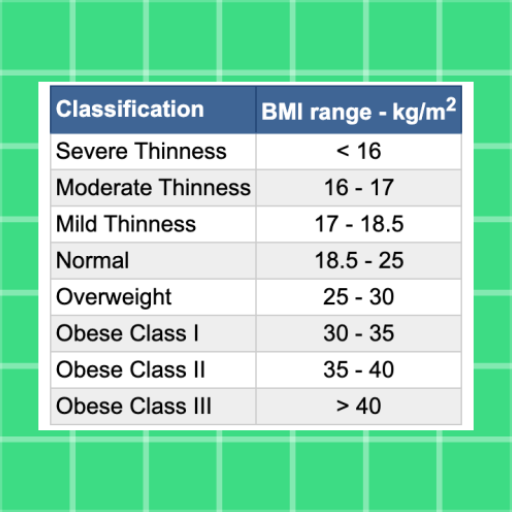 Classification BMI range - kg/m²
Severe Thinness < 16
Moderate Thinness 16 - 17
Mild Thinness 17 - 18.5
Normal 18.5 - 25
Overweight 25 - 30
Obese Class I 30 - 35
Obese Class II 35 - 40
Obese Class III > 40